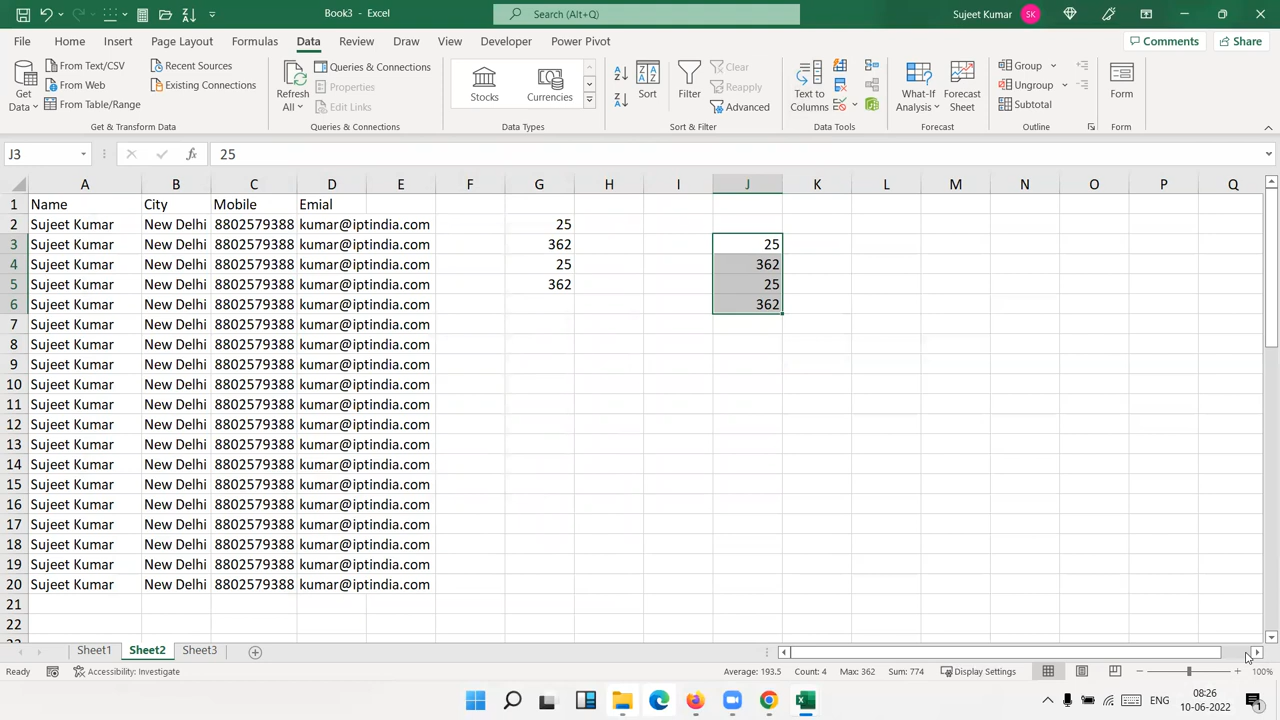 Book3 - Excel
Search (Alt+Q)
Sujeet Kumar
SK
File Home Insert Page Layout Formulas Data Review Draw View Developer Power Pivot
Comments
Share
Get Data
From Text/CSV
From Web
From Table/Range
Recent Sources
Existing Connections
Get & Transform Data
Refresh All
Queries & Connections
Properties
Edit Links
Queries & Connections
Stocks
Currencies
Data Types
Sort
Filter
Clear
Reapply
Advanced
Sort & Filter
Text to Columns
Data Tools
What-If Analysis
Forecast Sheet
Forecast
Group
Ungroup
Subtotal
Outline
Form
Form
J3
fx
25
A B C D E F G H I J K L M N O P Q
1 Name City Mobile Emial
2 Sujeet Kumar New Delhi 8802579388 kumar@iptindia.com 25
3 Sujeet Kumar New Delhi 8802579388 kumar@iptindia.com 362 25
4 Sujeet Kumar New Delhi 8802579388 kumar@iptindia.com 25 362
5 Sujeet Kumar New Delhi 8802579388 kumar@iptindia.com 362 25
6 Sujeet Kumar New Delhi 8802579388 kumar@iptindia.com 362
7 Sujeet Kumar New Delhi 8802579388 kumar@iptindia.com
8 Sujeet Kumar New Delhi 8802579388 kumar@iptindia.com
9 Sujeet Kumar New Delhi 8802579388 kumar@iptindia.com
10 Sujeet Kumar New Delhi 8802579388 kumar@iptindia.com
11 Sujeet Kumar New Delhi 8802579388 kumar@iptindia.com
12 Sujeet Kumar New Delhi 8802579388 kumar@iptindia.com
13 Sujeet Kumar New Delhi 8802579388 kumar@iptindia.com
14 Sujeet Kumar New Delhi 8802579388 kumar@iptindia.com
15 Sujeet Kumar New Delhi 8802579388 kumar@iptindia.com
16 Sujeet Kumar New Delhi 8802579388 kumar@iptindia.com
17 Sujeet Kumar New Delhi 8802579388 kumar@iptindia.com
18 Sujeet Kumar New Delhi 8802579388 kumar@iptindia.com
19 Sujeet Kumar New Delhi 8802579388 kumar@iptindia.com
20 Sujeet Kumar New Delhi 8802579388 kumar@iptindia.com
21
22
Sheet1 Sheet2 Sheet3
Ready
Accessibility: Investigate
Average: 193.5 Count: 4 Max: 362 Sum: 774
Display Settings
100%
ENG
08:26
10-06-2022
1